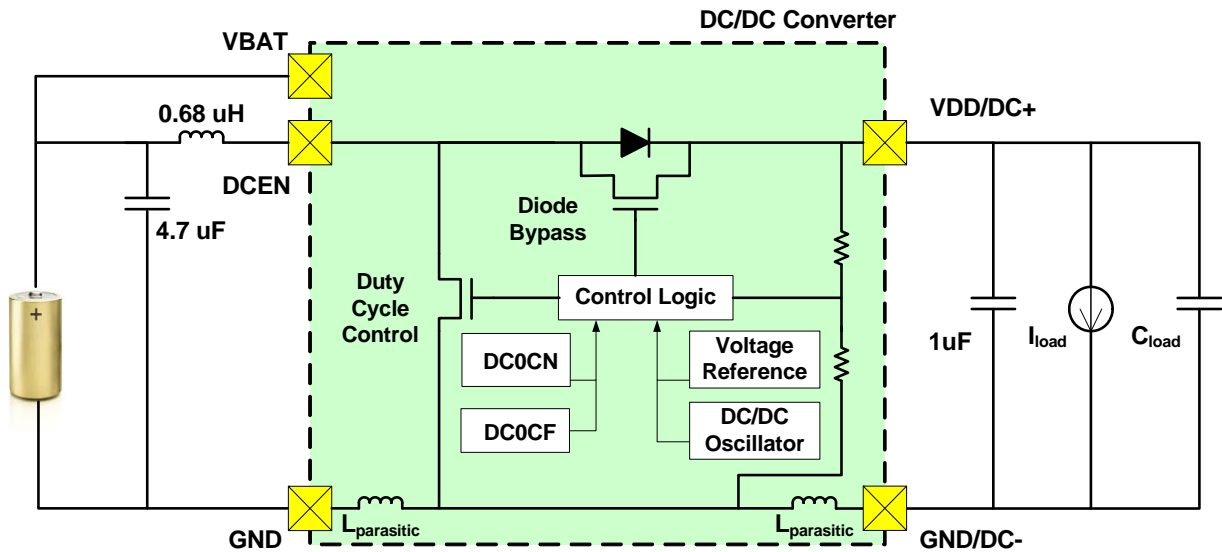 DC/DC Converter
VBAT
0.68 uH
VDD/DC+
DCEN
4.7 uF
Diode
Bypass
Duty
Cycle
Control
Control Logic
+
DC0CN
Voltage
Reference
1uF
Iload
Cload
DC0CF
DC/DC
Oscillator
Lparasitic
Lparasitic
GND
GND/DC-